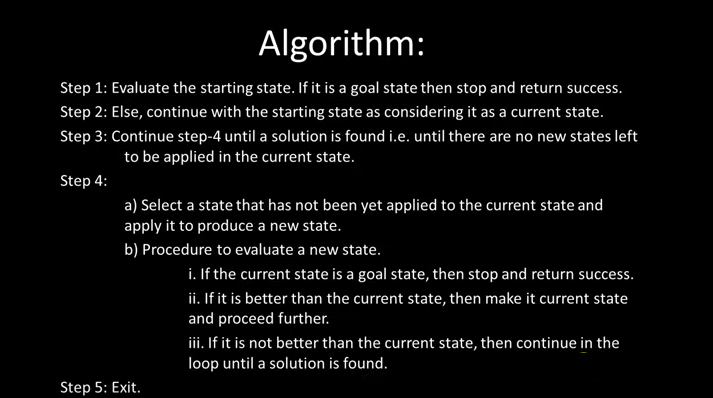 Algorithm:
Step 1: Evaluate the starting state. If it is a goal state then stop and return success.
Step 2: Else, continue with the starting state as considering it as a current state.
Step 3: Continue step-4 until a solution is found i.e. until there are no new states left
to be applied in the current state.
Step 4:
a) Select a state that has not been yet applied to the current state and
apply it to produce a new state.
b) Procedure to evaluate a new state.
i. If the current state is a goal state, then stop and return success.
ii. If it is better than the current state, then make it current state
and proceed further.
iii. If it is not better than the current state, then continue in the
loop until a solution is found.
Step 5: Exit.